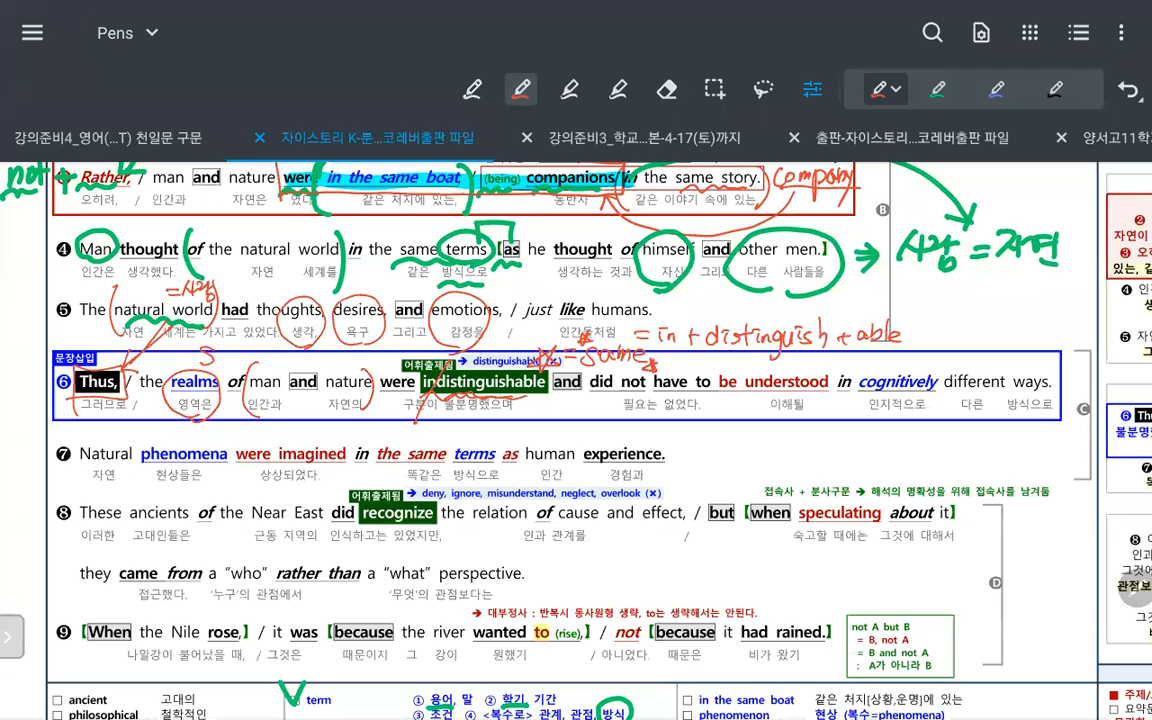 Pens
강의준비4_영어(...T) 천일문 구문
자이스토리 K-분... 코레버출판 파일
강의준비3_학교...본-4-17(토)까지
출판-자이스토리...코레버출판 파일
양서고11학
not +
Rather, / man and nature were in the same boat, / (being) companions / in the same story.
오히려, / 인간과 자연은 였다. 같은 처지에 있는, 동반자 같은 이야기 속에 있는,
B
④ Man thought of the natural world in the same terms 【as he thought of himself and other men.】
→ 사람 = 자연
인간은 생각했다. 자연 세계를 같은 방식으로 생각하는 것과 자신 그리고 다른 사람들을
=사람
⑤ The natural world had thoughts, desires, and emotions, / just like humans.
자연 세계는 가지고 있었다. 생각 욕구 그리고 감정을 / 인간들처럼
= in + distinguish + able
= same
문장삽입
어휘출제됨 → distinguishable (×)
S
⑥ Thus, / the realms of man and nature were indistinguishable and did not have to be understood in cognitively different ways.
그러므로 / 영역은 인간과 자연의 구분이 불분명했으며 필요는 없었다. 이해될 인지적으로 다른 방식으로
C
⑦ Natural phenomena were imagined in the same terms as human experience.
자연 현상들은 상상되었다. 똑같은 방식으로 인간 경험과
어휘출제됨 → deny, ignore, misunderstand, neglect, overlook (×)
접속사 + 분사구문 → 해석의 명확성을 위해 접속사를 남겨둠
⑧ These ancients of the Near East did recognize the relation of cause and effect, / but 【when speculating about it】
이러한 고대인들은 근동 지역의 인식하고는 있었지만, 인과 관계를 / 숙고할 때에는 그것에 대해서
they came from a “who” rather than a “what” perspective.
접근했다. '누구'의 관점에서 '무엇'의 관점보다는
D
→ 대부정사 : 반복시 동사원형 생략, to는 생략해서는 안된다.
⑨ 【When the Nile rose,】 / it was 【because the river wanted to (rise),】 / not 【because it had rained.】
나일강이 불어났을 때, / 그것은 때문이지 그 강이 원했기 / 아니었다. 때문은 비가 왔기
not A but B
= B, not A
= B and not A
: A가 아니라 B
□ ancient 고대의
□ philosophical 철학적인
term ① 용어, 말 ② 학기, 기간
③ 조건 ④ <복수로> 관계, 관점, 방식
□ in the same boat 같은 처지[상황,운명]에 있는
□ phenomenon 현상 (복수=phenomena)